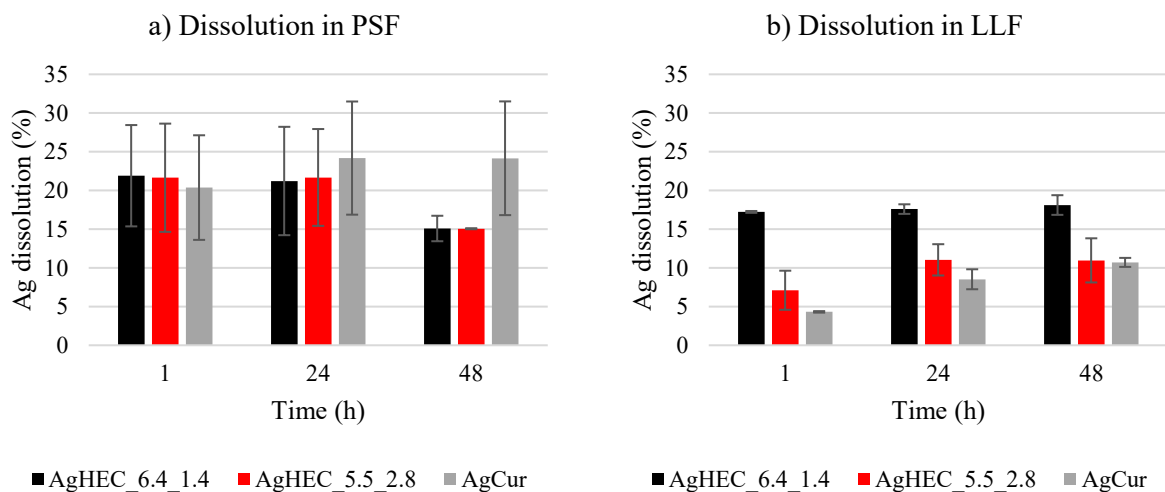 a) Dissolution in PSF
35
30
25
20
15
10
5
0
Ag dissolution (%)
1 24 48
Time (h)
AgHEC_6.4_1.4 AgHEC_5.5_2.8 AgCur
b) Dissolution in LLF
35
30
25
20
15
10
5
0
Ag dissolution (%)
1 24 48
Time (h)
AgHEC_6.4_1.4 AgHEC_5.5_2.8 AgCur